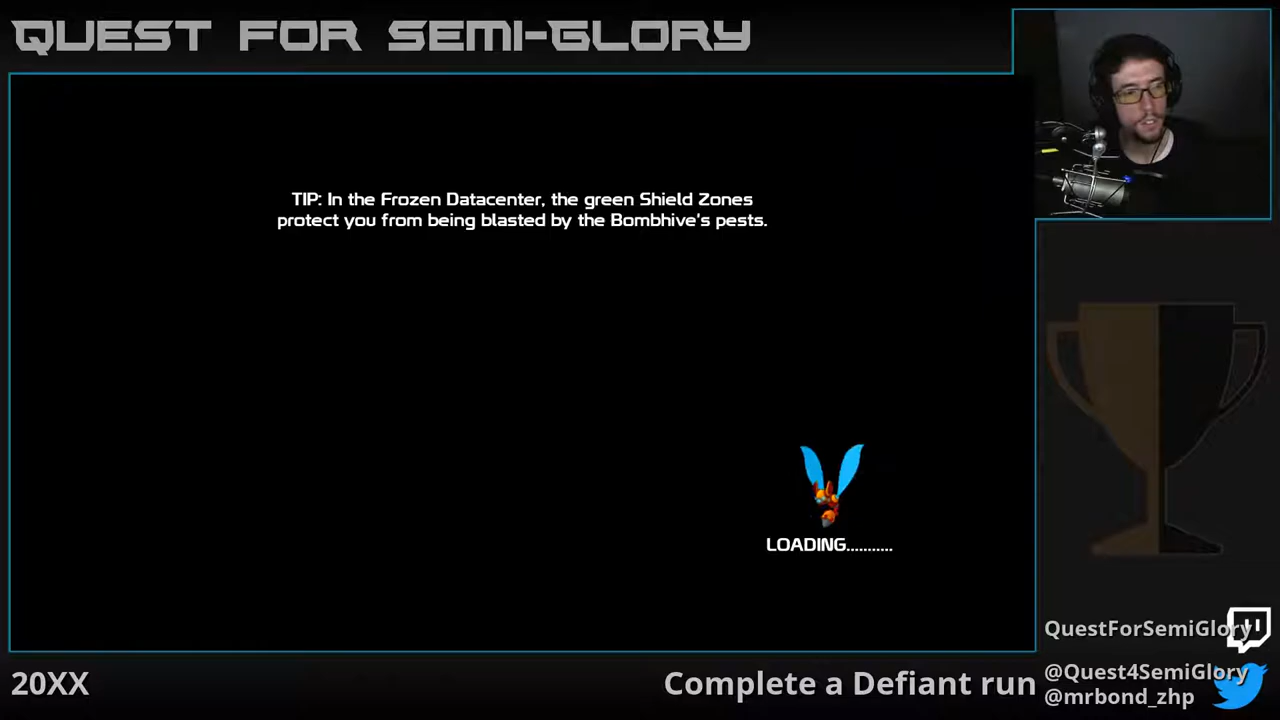 QUEST FOR SEMI-GLORY
TIP: In the Frozen Datacenter, the green Shield Zones
protect you from being blasted by the Bombhive's pests.
LOADING...........
QuestForSemiGlory
@Quest4SemiGlory
@mrbond_zhp
20XX
Complete a Defiant run